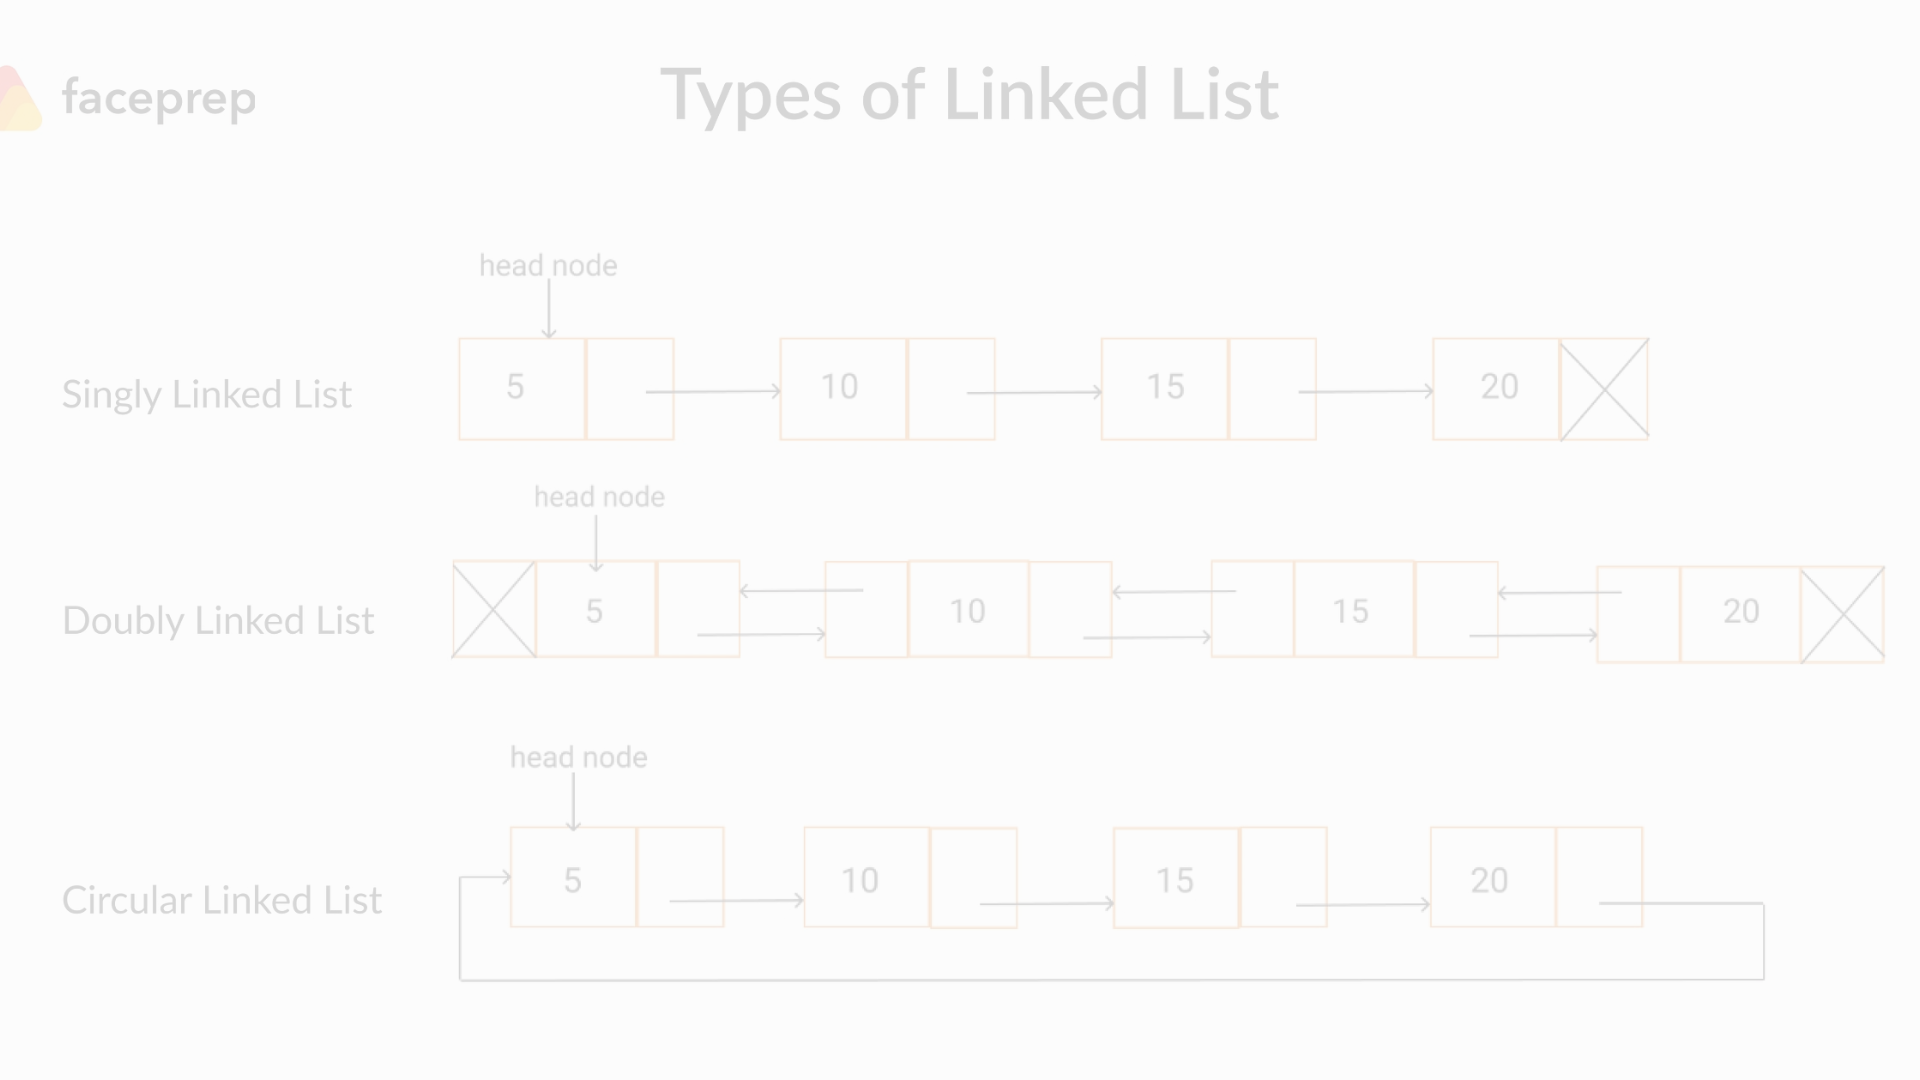 faceprep
Types of Linked List
head node
Singly Linked List
5
10
15
20
head node
Doubly Linked List
5
10
15
20
head node
Circular Linked List
5
10
15
20